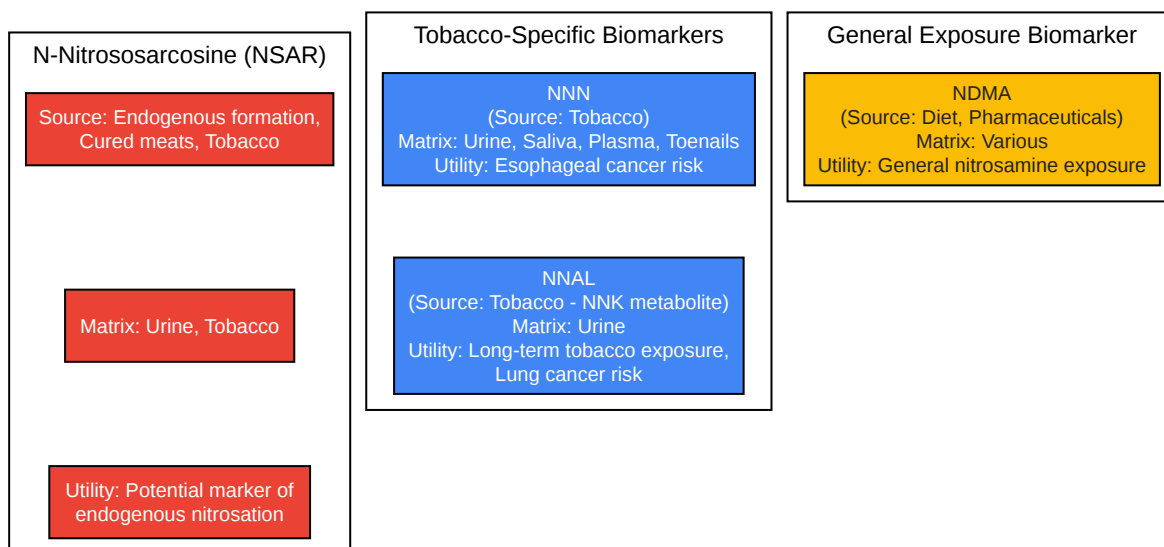 N-Nitrososarcosine (NSAR)
Source: Endogenous formation,
Cured meats, Tobacco
Matrix: Urine, Tobacco
Utility: Potential marker of
endogenous nitrosation
Tobacco-Specific Biomarkers
NNN
(Source: Tobacco)
Matrix: Urine, Saliva, Plasma, Toenails
Utility: Esophageal cancer risk
NNAL
(Source: Tobacco - NNK metabolite)
Matrix: Urine
Utility: Long-term tobacco exposure,
Lung cancer risk
General Exposure Biomarker
NDMA
(Source: Diet, Pharmaceuticals)
Matrix: Various
Utility: General nitrosamine exposure